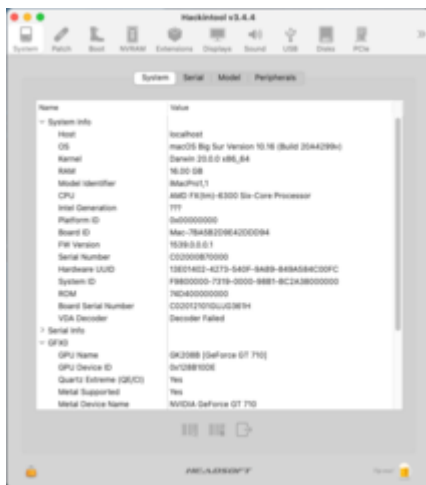 Hackintool v3.4.4
System Patch Boot NVRAM Extensions Displays Sound USB Disks PCIe
System Serial Model Peripherals
Name Value
System Info
Host localhost
OS macOS Big Sur Version 10.16 (Build 20A4299v)
Kernel Darwin 20.0.0 x86_64
RAM 16.00 GB
Model Identifier iMacPro1,1
CPU AMD FX(tm)-6300 Six-Core Processor
Intel Generation ???
Platform ID 0x00000000
Board ID Mac-7BA5B2D9E42DDD94
FW Version 1539.0.0.0.1
Serial Number C02000B70000
Hardware UUID
System ID
ROM 76D400000000
Board Serial Number
VDA Decoder Decoder Failed
Serial Info
GFX0
GPU Name GK208B [GeForce GT 710]
GPU Device ID 0x128B10DE
Quartz Extreme (QE/CI) Yes
Metal Supported Yes
Metal Device Name NVIDIA GeForce GT 710
HEADSOFT